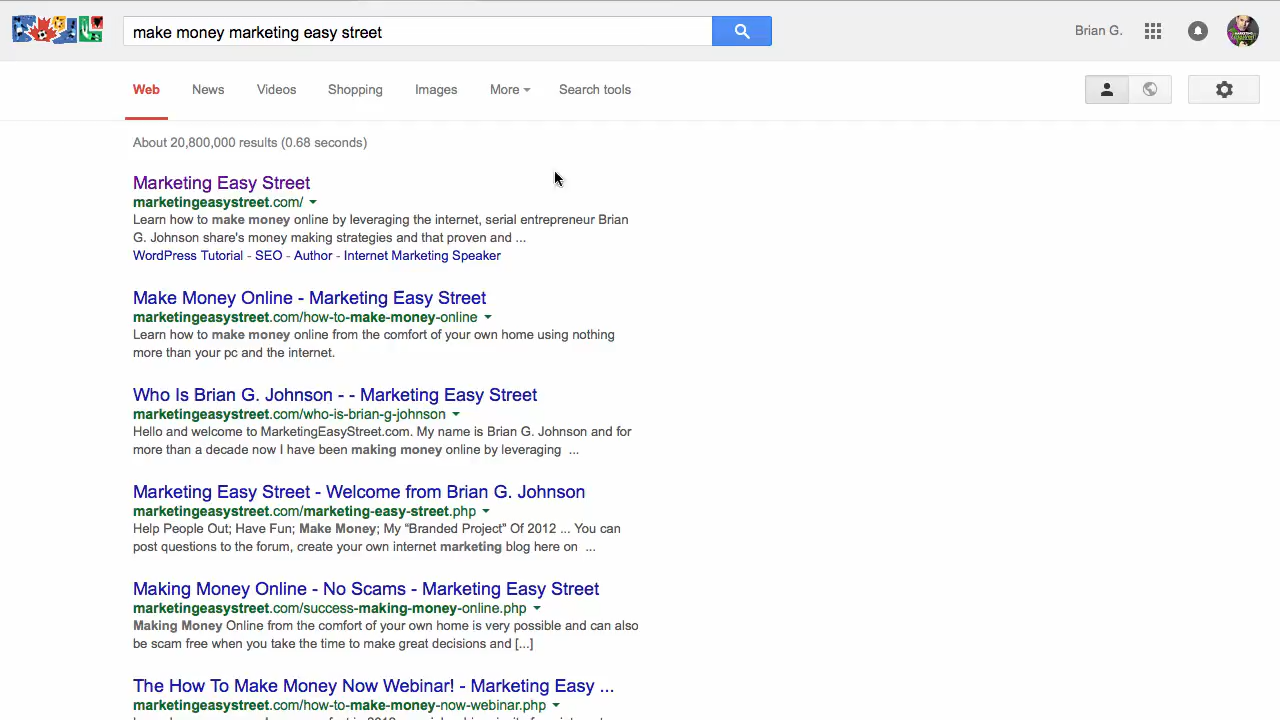 make money marketing easy street
Brian G.
Web News Videos Shopping Images More Search tools
About 20,800,000 results (0.68 seconds)
Marketing Easy Street
marketingeasystreet.com/
Learn how to make money online by leveraging the internet, serial entrepreneur Brian
G. Johnson share's money making strategies and that proven and ...
WordPress Tutorial - SEO - Author - Internet Marketing Speaker
Make Money Online - Marketing Easy Street
marketingeasystreet.com/how-to-make-money-online
Learn how to make money online from the comfort of your own home using nothing
more than your pc and the internet.
Who Is Brian G. Johnson - - Marketing Easy Street
marketingeasystreet.com/who-is-brian-g-johnson
Hello and welcome to MarketingEasyStreet.com. My name is Brian G. Johnson and for
more than a decade now I have been making money online by leveraging ...
Marketing Easy Street - Welcome from Brian G. Johnson
marketingeasystreet.com/marketing-easy-street.php
Help People Out; Have Fun; Make Money; My “Branded Project” Of 2012 ... You can
post questions to the forum, create your own internet marketing blog here on ...
Making Money Online - No Scams - Marketing Easy Street
marketingeasystreet.com/success-making-money-online.php
Making Money Online from the comfort of your own home is very possible and can also
be scam free when you take the time to make great decisions and [...]
The How To Make Money Now Webinar! - Marketing Easy ...
marketingeasystreet.com/how-to-make-money-now-webinar.php